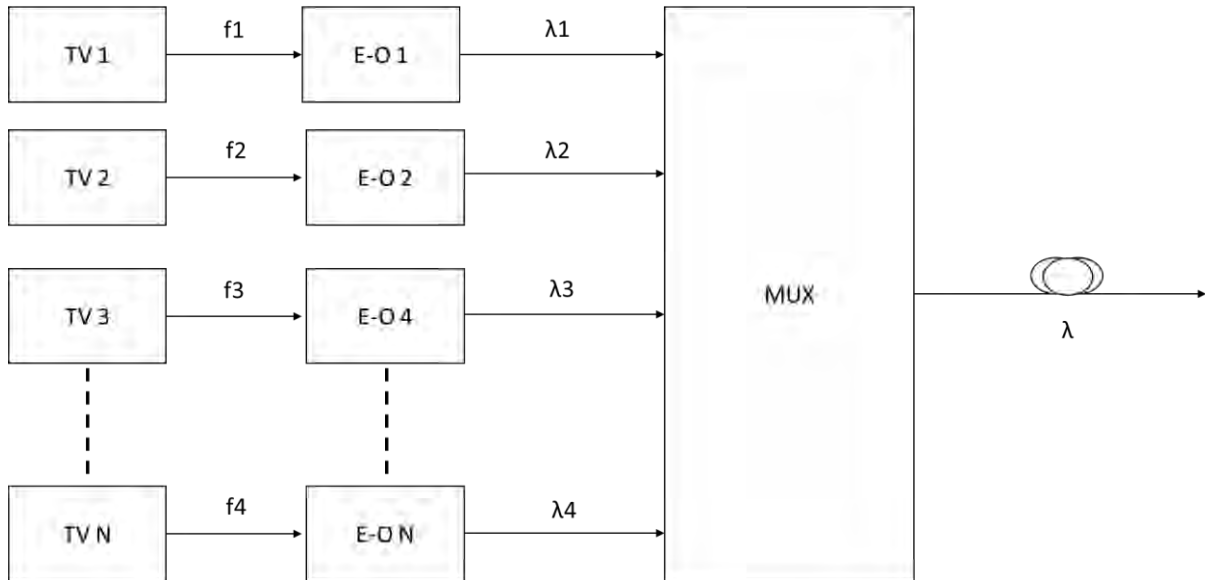 TV 1
f1
E-O 1
λ1
TV 2
f2
E-O 2
λ2
TV 3
f3
E-O 4
λ3
MUX
λ
TV N
f4
E-O N
λ4